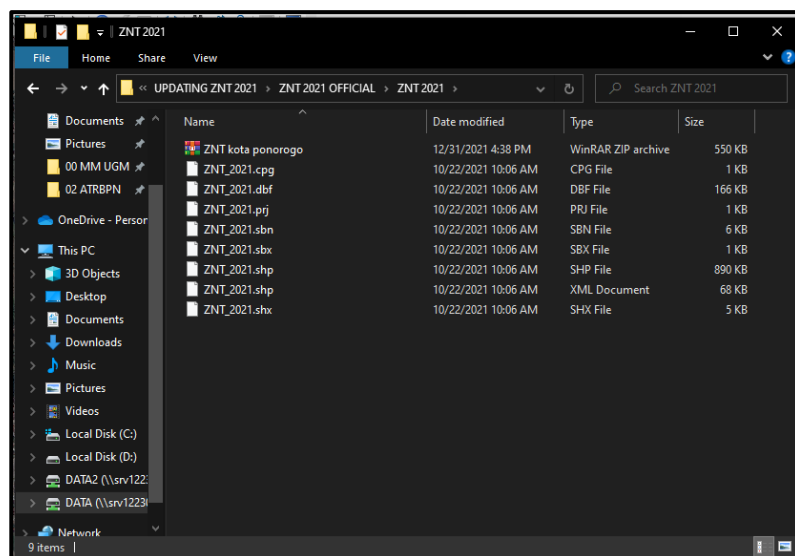 ZNT 2021
File Home Share View
« UPDATING ZNT 2021 > ZNT 2021 OFFICIAL > ZNT 2021 > Search ZNT 2021
Documents
Pictures
00 MM UGM
02 ATRBPN
OneDrive - Person
This PC
3D Objects
Desktop
Documents
Downloads
Music
Pictures
Videos
Local Disk (C:)
Local Disk (D:)
DATA2 (\\srv122
DATA (\\srv1223
Network
Name Date modified Type Size
ZNT kota ponorogo 12/31/2021 4:38 PM WinRAR ZIP archive 550 KB
ZNT_2021.cpg 10/22/2021 10:06 AM CPG File 1 KB
ZNT_2021.dbf 10/22/2021 10:06 AM DBF File 166 KB
ZNT_2021.prj 10/22/2021 10:06 AM PRJ File 1 KB
ZNT_2021.sbn 10/22/2021 10:06 AM SBN File 6 KB
ZNT_2021.sbx 10/22/2021 10:06 AM SBX File 1 KB
ZNT_2021.shp 10/22/2021 10:06 AM SHP File 890 KB
ZNT_2021.shp 10/22/2021 10:06 AM XML Document 68 KB
ZNT_2021.shx 10/22/2021 10:06 AM SHX File 5 KB
9 items